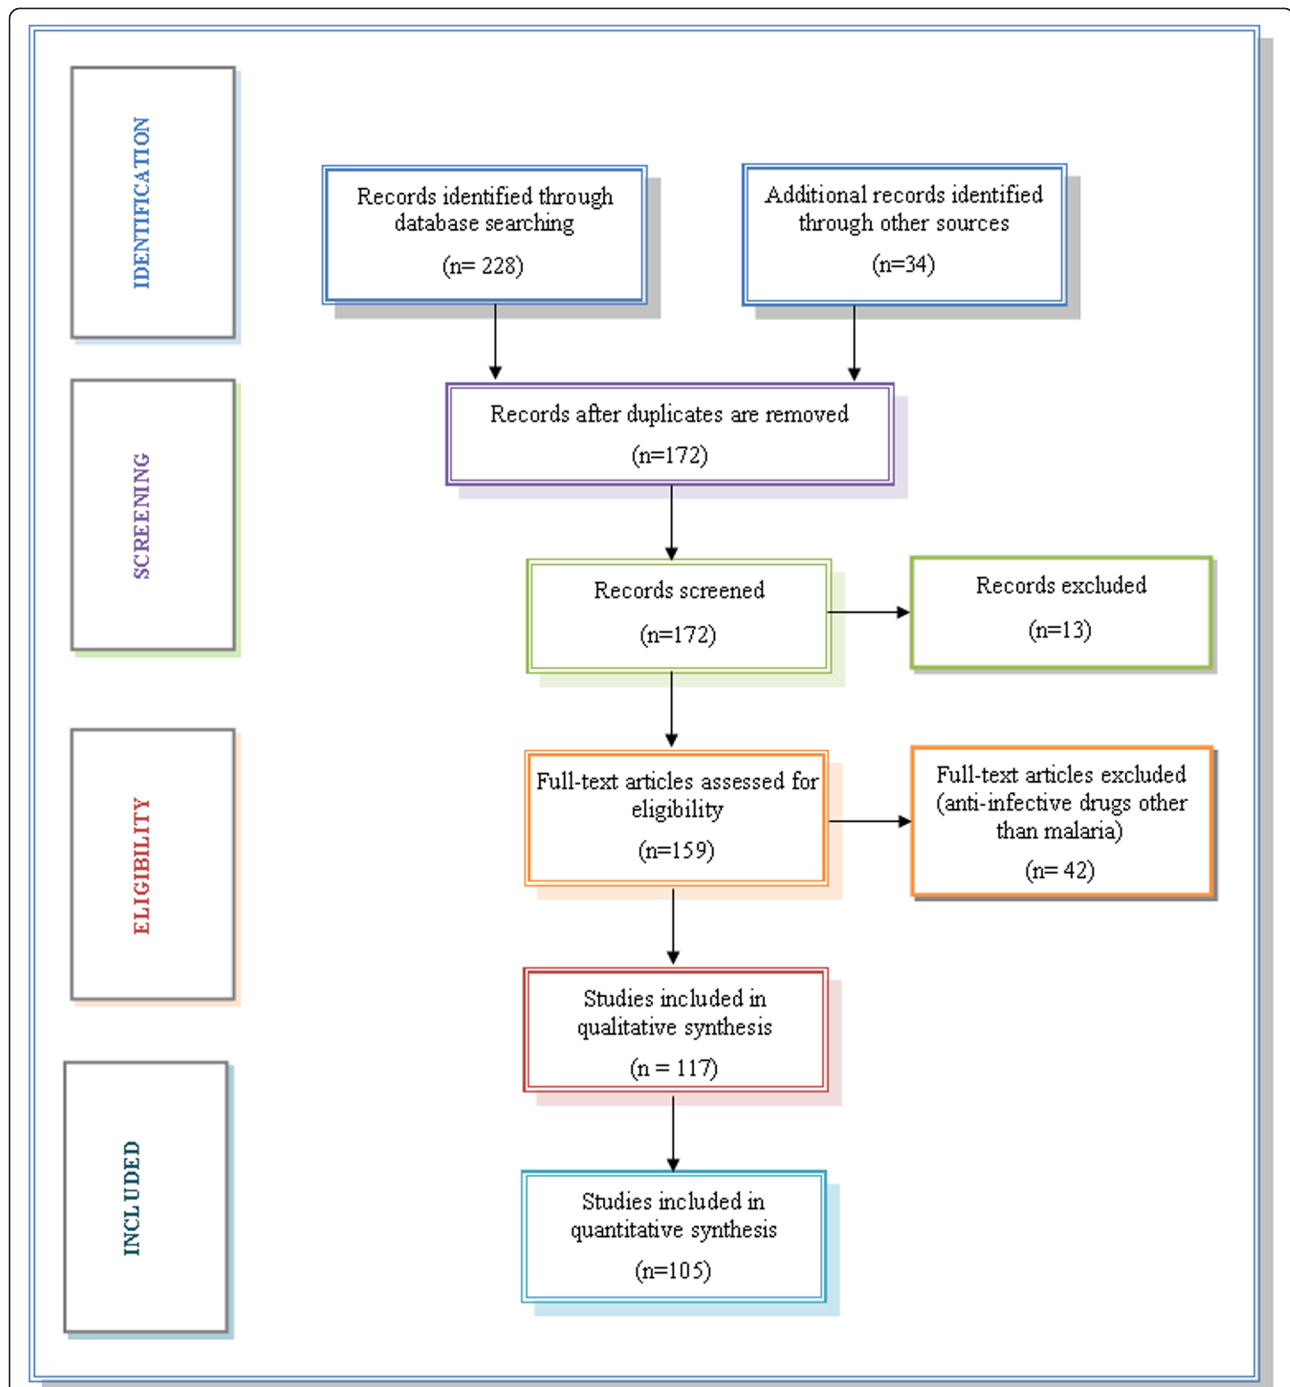 IDENTIFICATION
Records identified through
database searching
(n= 228)
Additional records identified
through other sources
(n=34)
SCREENING
Records after duplicates are removed
(n=172)
Records screened
(n=172)
Records excluded
(n=13)
ELIGIBILITY
Full-text articles assessed for
eligibility
(n=159)
Full-text articles excluded
(anti-infective drugs other
than malaria)
(n= 42)
Studies included in
qualitative synthesis
(n = 117)
INCLUDED
Studies included in
quantitative synthesis
(n=105)